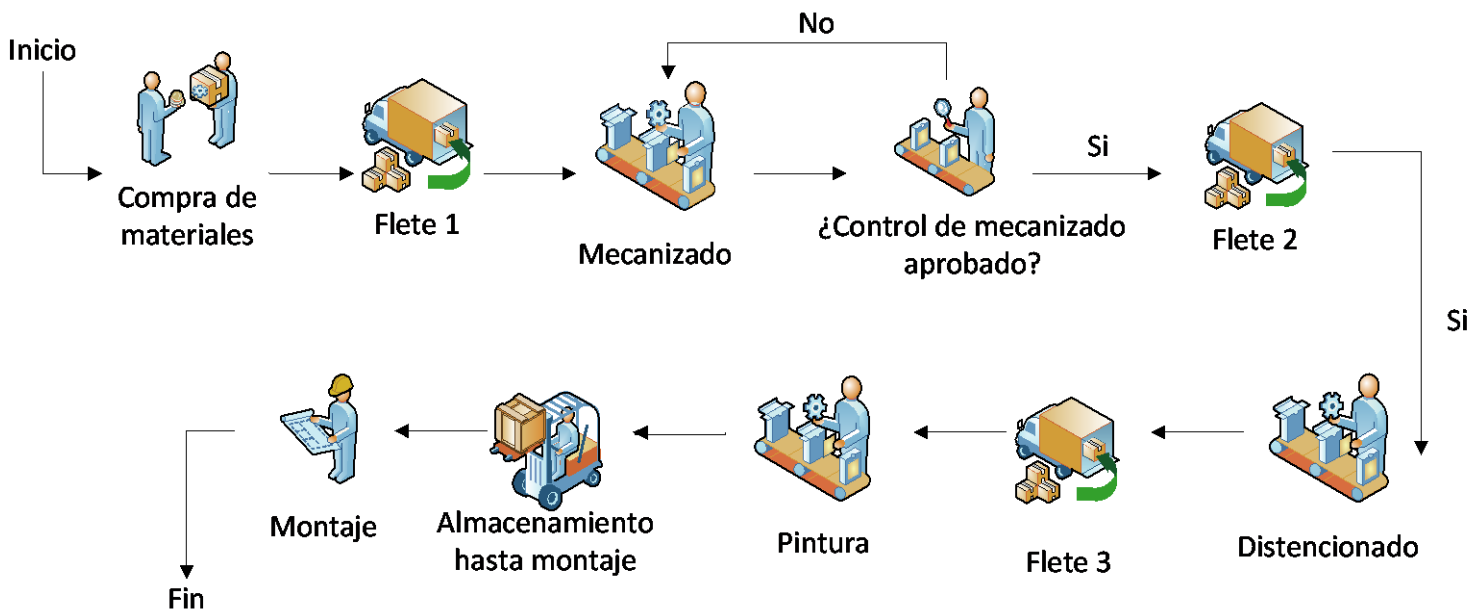 No
Inicio
Si
Compra de
materiales
Flete 1
Mecanizado
¿Control de mecanizado
aprobado?
Flete 2
Si
Montaje
Almacenamiento
hasta montaje
Pintura
Flete 3
Distencionado
Fin